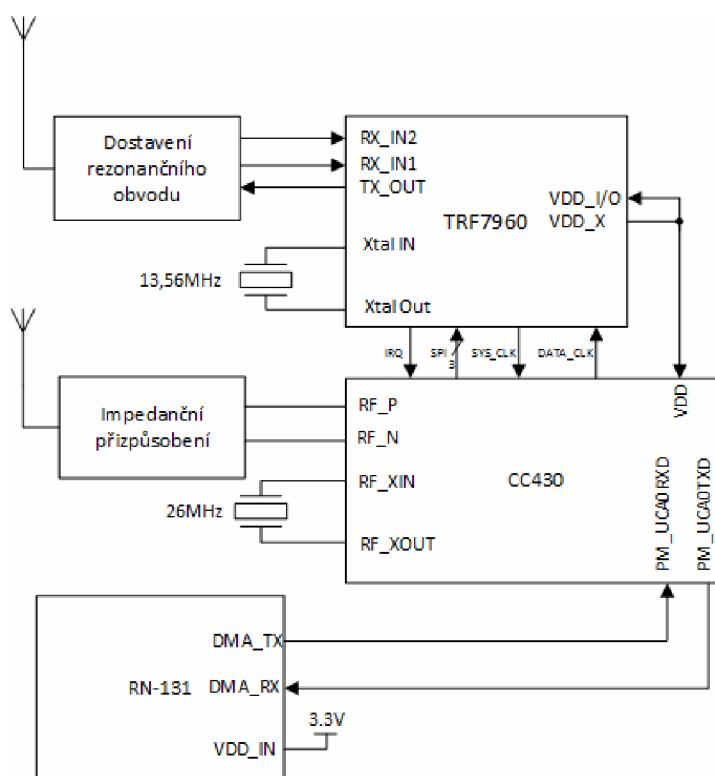 Dostavení
rezonančního
obvodu
RX_IN2
RX_IN1
TX_OUT
VDD_I/O
VDD_X
TRF7960
Xtal IN
13,56MHz
Xtal Out
IRQ
SPI
3
SYS_CLK
DATA_CLK
Impedanční
přizpůsobení
RF_P
RF_N
VDD
RF_XIN
CC430
26MHz
RF_XOUT
PM_UCA0RXD
PM_UCA0TXD
DMA_TX
RN-131
DMA_RX
3.3V
VDD_IN